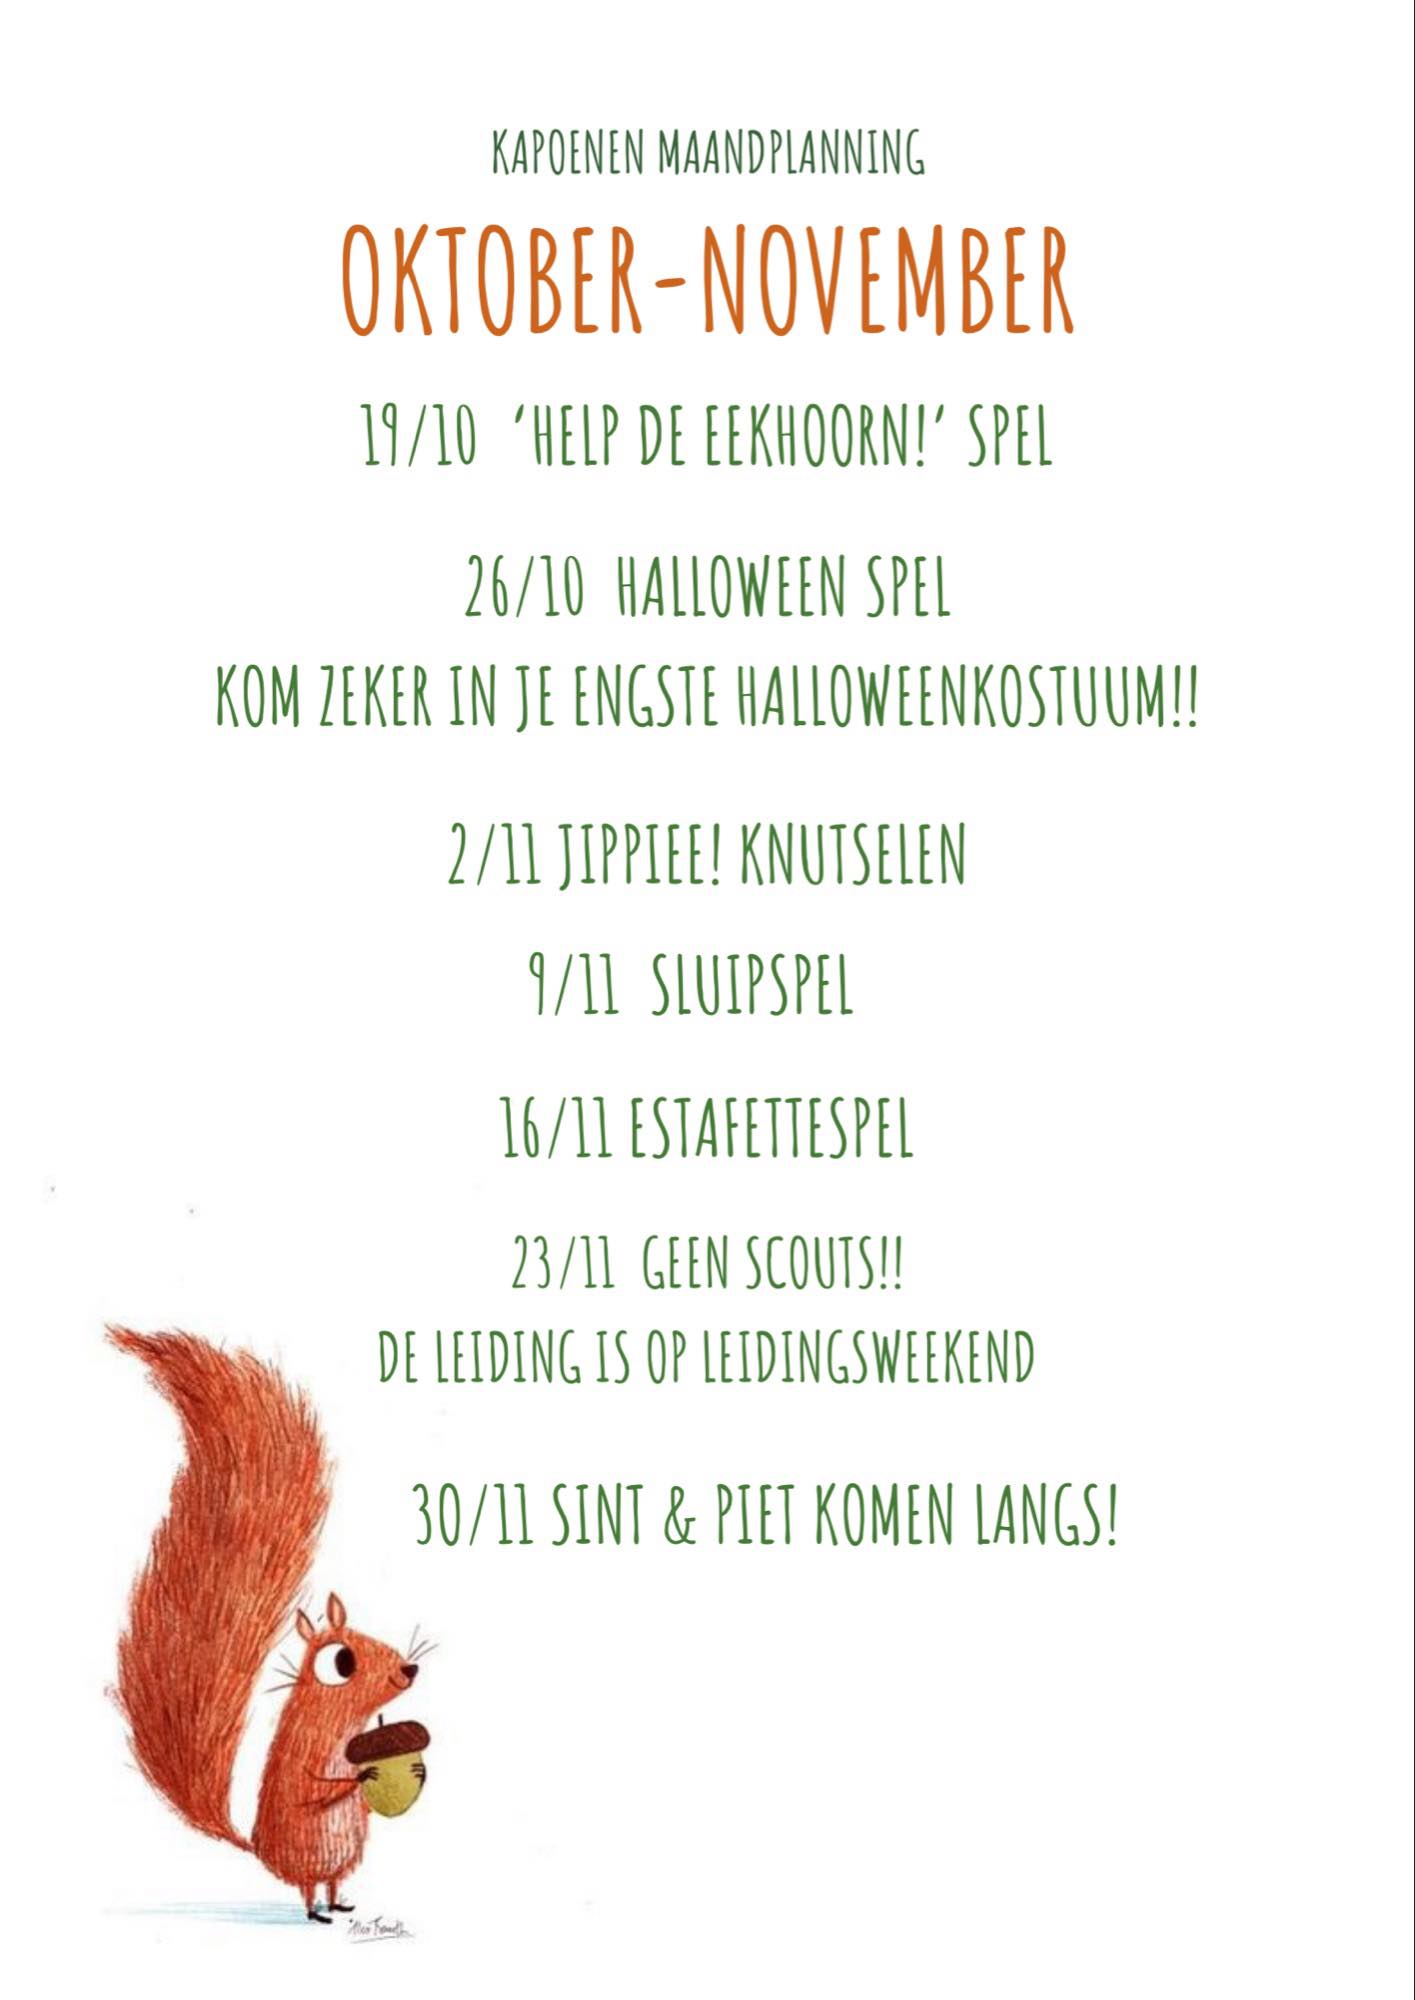 KAPOENEN MAANDPLANNING
OKTOBER-NOVEMBER
19/10 ‘HELP DE EEKHOORN!’ SPEL
26/10 HALLOWEEN SPEL
KOM ZEKER IN JE ENGSTE HALLOWEENKOSTUUM!!
2/11 JIPPIEE! KNUTSELEN
9/11 SLUIPSPEL
16/11 ESTAFETTESPEL
23/11 GEEN SCOUTS!!
DE LEIDING IS OP LEIDINGSWEEKEND
30/11 SINT & PIET KOMEN LANGS!